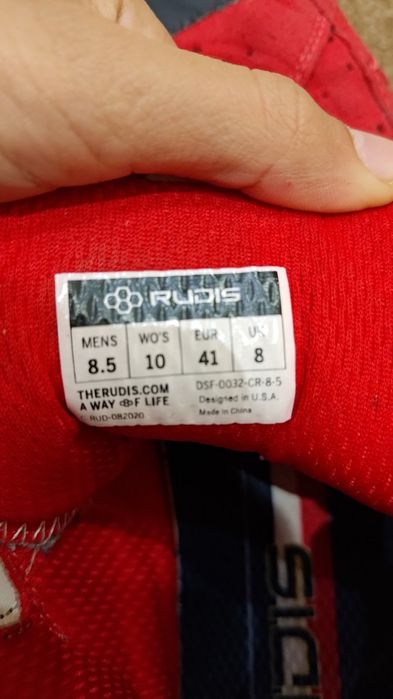 RUDIS
MENS WO'S EUR UK
8.5 10 41 8
THERUDIS.COM DSF-0032-CR-8-5
A WAY OF LIFE Designed in U.S.A.
RUD-082020 Made in China
UDIS